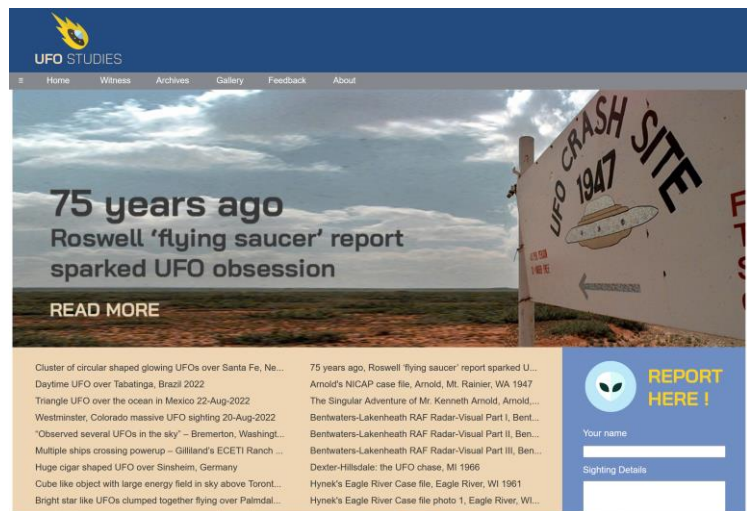 UFO STUDIES
≡ Home Witness Archives Gallery Feedback About
75 years ago
Roswell ‘flying saucer’ report
sparked UFO obsession
READ MORE
UFO CRASH SITE
1947
Cluster of circular shaped glowing UFOs over Santa Fe, Ne...
Daytime UFO over Tabatinga, Brazil 2022
Triangle UFO over the ocean in Mexico 22-Aug-2022
Westminster, Colorado massive UFO sighting 20-Aug-2022
“Observed several UFOs in the sky” – Bremerton, Washingt...
Multiple ships crossing powerup – Gilliland's ECETI Ranch ...
Huge cigar shaped UFO over Sinsheim, Germany
Cube like object with large energy field in sky above Toront...
Bright star like UFOs clumped together flying over Palmdal...
75 years ago, Roswell 'flying saucer' report sparked U...
Arnold's NICAP case file, Arnold, Mt. Rainier, WA 1947
The Singular Adventure of Mr. Kenneth Arnold, Arnold,...
Bentwaters-Lakenheath RAF Radar-Visual Part I, Bent...
Bentwaters-Lakenheath RAF Radar-Visual Part II, Ben...
Bentwaters-Lakenheath RAF Radar-Visual Part III, Ben...
Dexter-Hillsdale: the UFO chase, MI 1966
Hynek's Eagle River Case file, Eagle River, WI 1961
Hynek's Eagle River Case file photo 1, Eagle River, WI...
REPORT
HERE !
Your name
Sighting Details